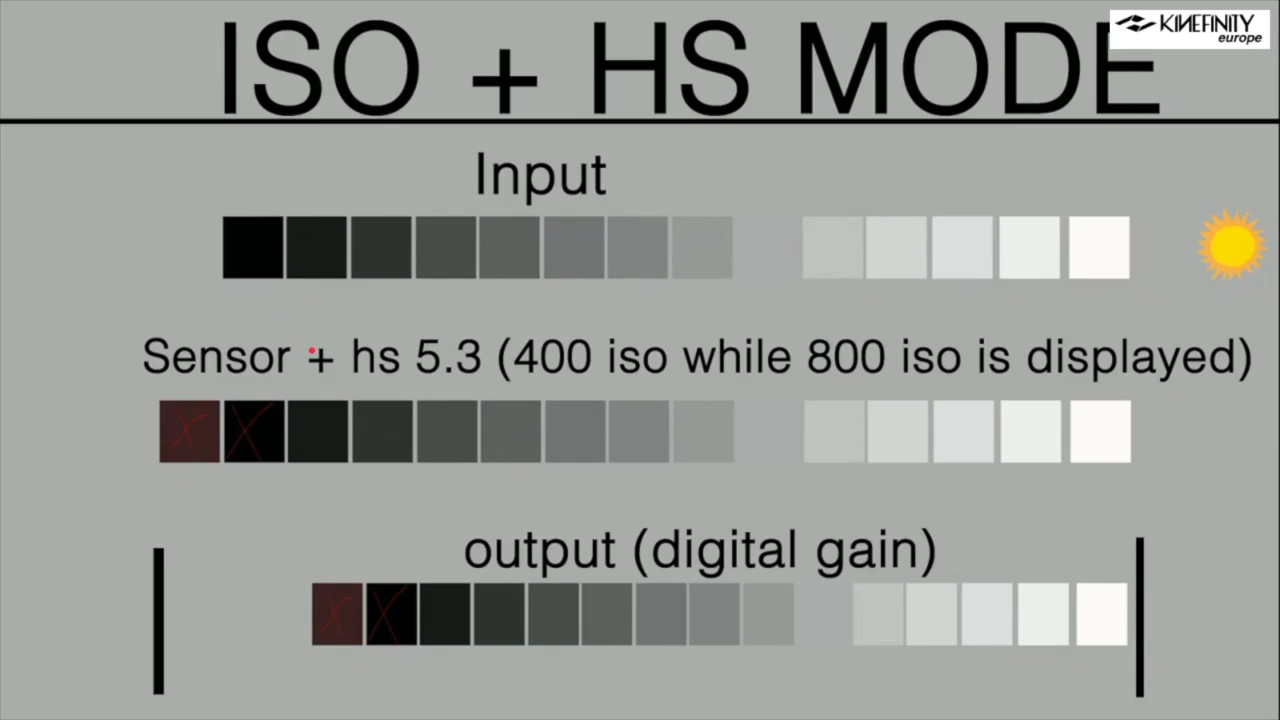 ISO + HS MODE
KINEFINITY
europe
Input
Sensor + hs 5.3 (400 iso while 800 iso is displayed)
output (digital gain)